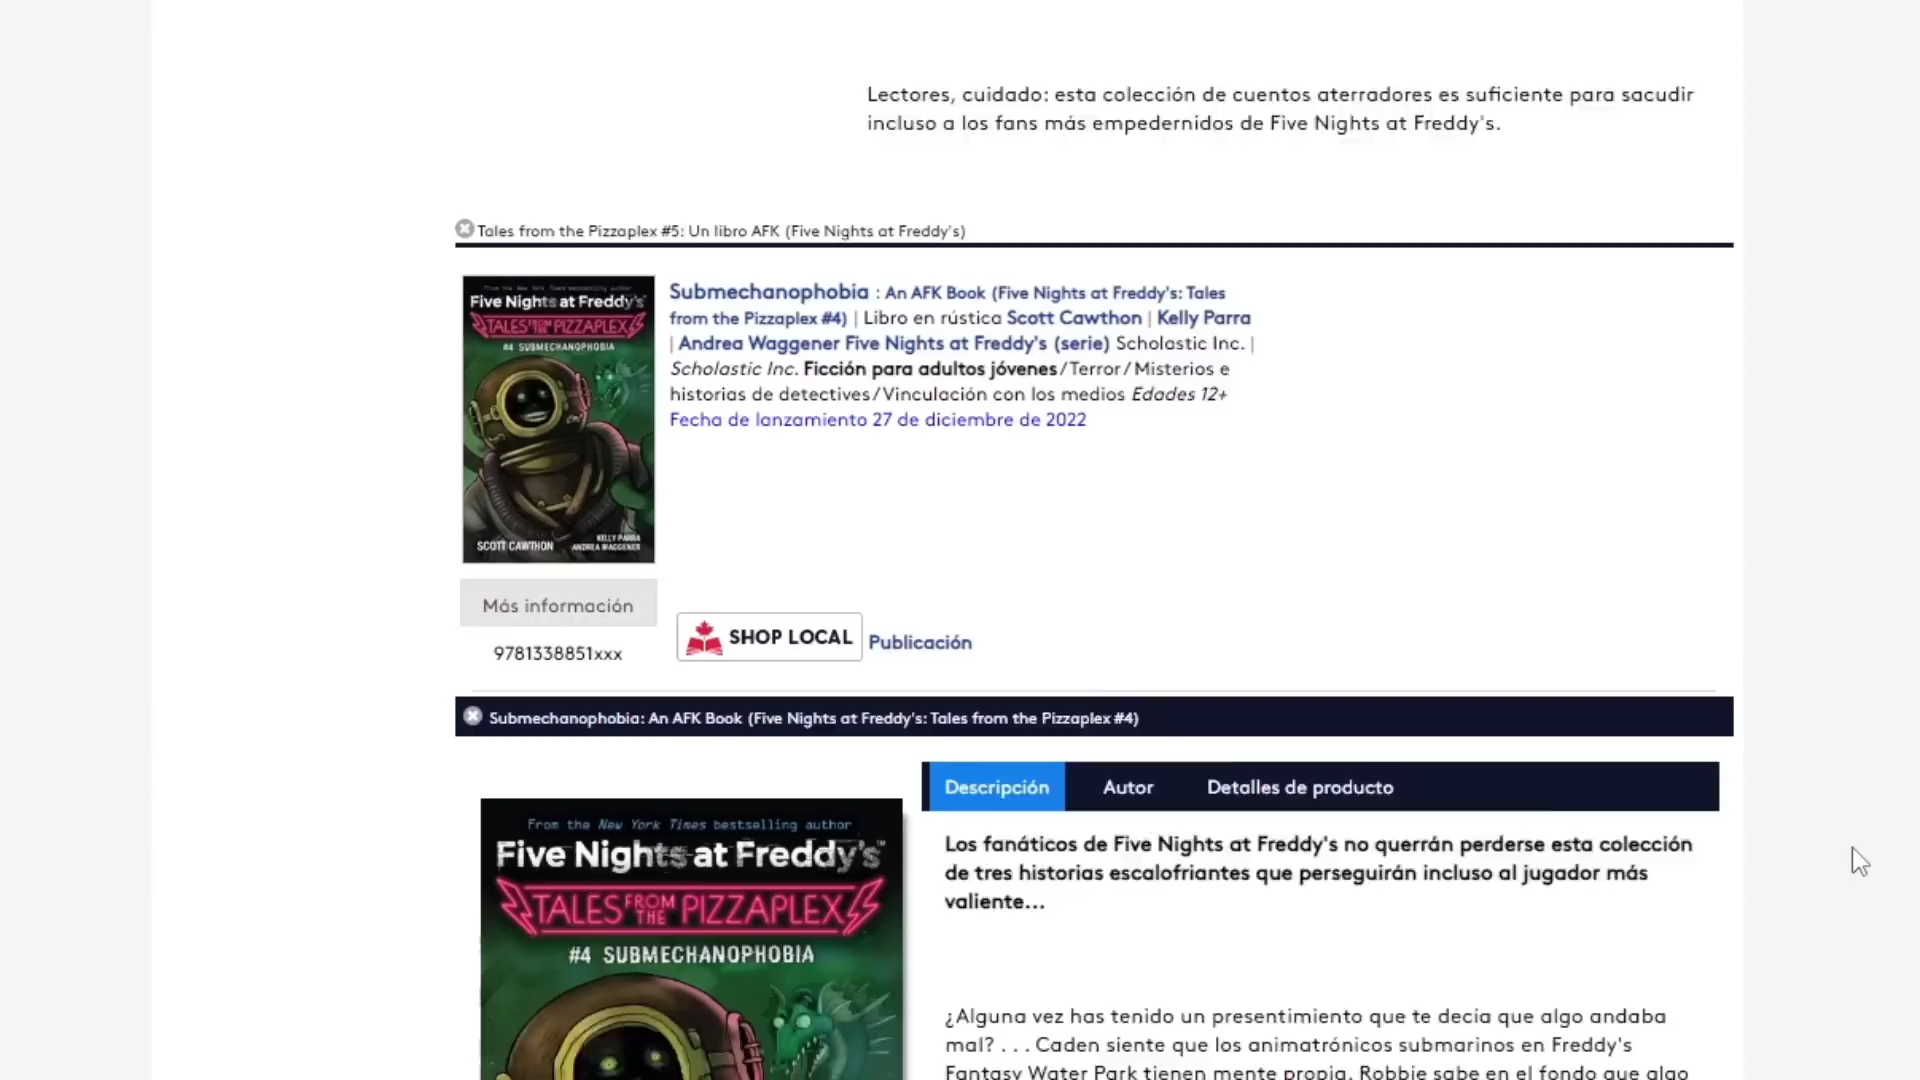 Lectores, cuidado: esta colección de cuentos aterradores es suficiente para sacudir
incluso a los fans más empedernidos de Five Nights at Freddy's.
Tales from the Pizzaplex #5: Un libro AFK (Five Nights at Freddy's)
Five Nights at Freddy's
TALES FROM THE PIZZAPLEX
#4 SUBMECHANOPHOBIA
SCOTT CAWTHON
KELLY PARRA
ANDREA WAGGENER
Submechanophobia : An AFK Book (Five Nights at Freddy's: Tales
from the Pizzaplex #4) | Libro en rústica Scott Cawthon | Kelly Parra
| Andrea Waggener Five Nights at Freddy's (serie) Scholastic Inc. |
Scholastic Inc. Ficción para adultos jóvenes / Terror / Misterios e
historias de detectives / Vinculación con los medios Edades 12+
Fecha de lanzamiento 27 de diciembre de 2022
Más información
9781338851xxx
SHOP LOCAL
Publicación
Submechanophobia: An AFK Book (Five Nights at Freddy's: Tales from the Pizzaplex #4)
Descripción
Autor
Detalles de producto
From the New York Times bestselling author
Five Nights at Freddy's™
TALES FROM THE PIZZAPLEX
#4 SUBMECHANOPHOBIA
Los fanáticos de Five Nights at Freddy's no querrán perderse esta colección
de tres historias escalofriantes que perseguirán incluso al jugador más
valiente...
¿Alguna vez has tenido un presentimiento que te decia que algo andaba
mal? . . . Caden siente que los animatrónicos submarinos en Freddy's
Fantasy Water Park tienen mente propia. Robbie sabe en el fondo que algo